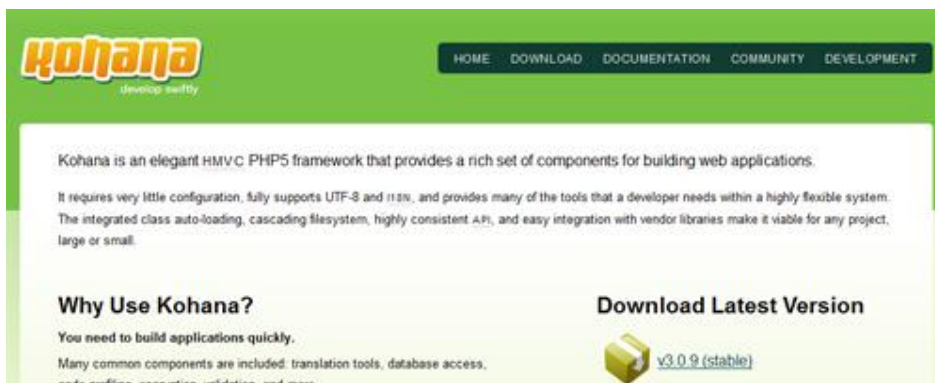 kohana
develop swiftly
HOME DOWNLOAD DOCUMENTATION COMMUNITY DEVELOPMENT
Kohana is an elegant HMVC PHP5 framework that provides a rich set of components for building web applications.
It requires very little configuration, fully supports UTF-8 and I18N, and provides many of the tools that a developer needs within a highly flexible system.
The integrated class auto-loading, cascading filesystem, highly consistent API, and easy integration with vendor libraries make it viable for any project,
large or small.
Why Use Kohana?
You need to build applications quickly.
Many common components are included: translation tools, database access,
Download Latest Version
v3.0.9 (stable)